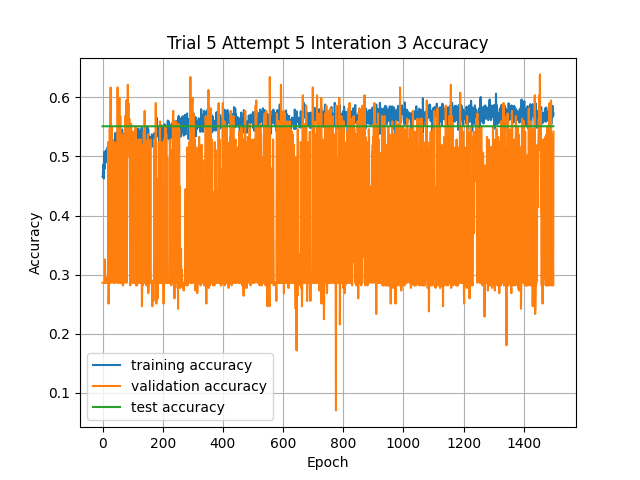 Trial 5 Attempt 5 Interation 3 Accuracy
Accuracy
0.6
0.5
0.4
0.3
0.2
0.1
training accuracy
validation accuracy
test accuracy
0 200 400 600 800 1000 1200 1400
Epoch